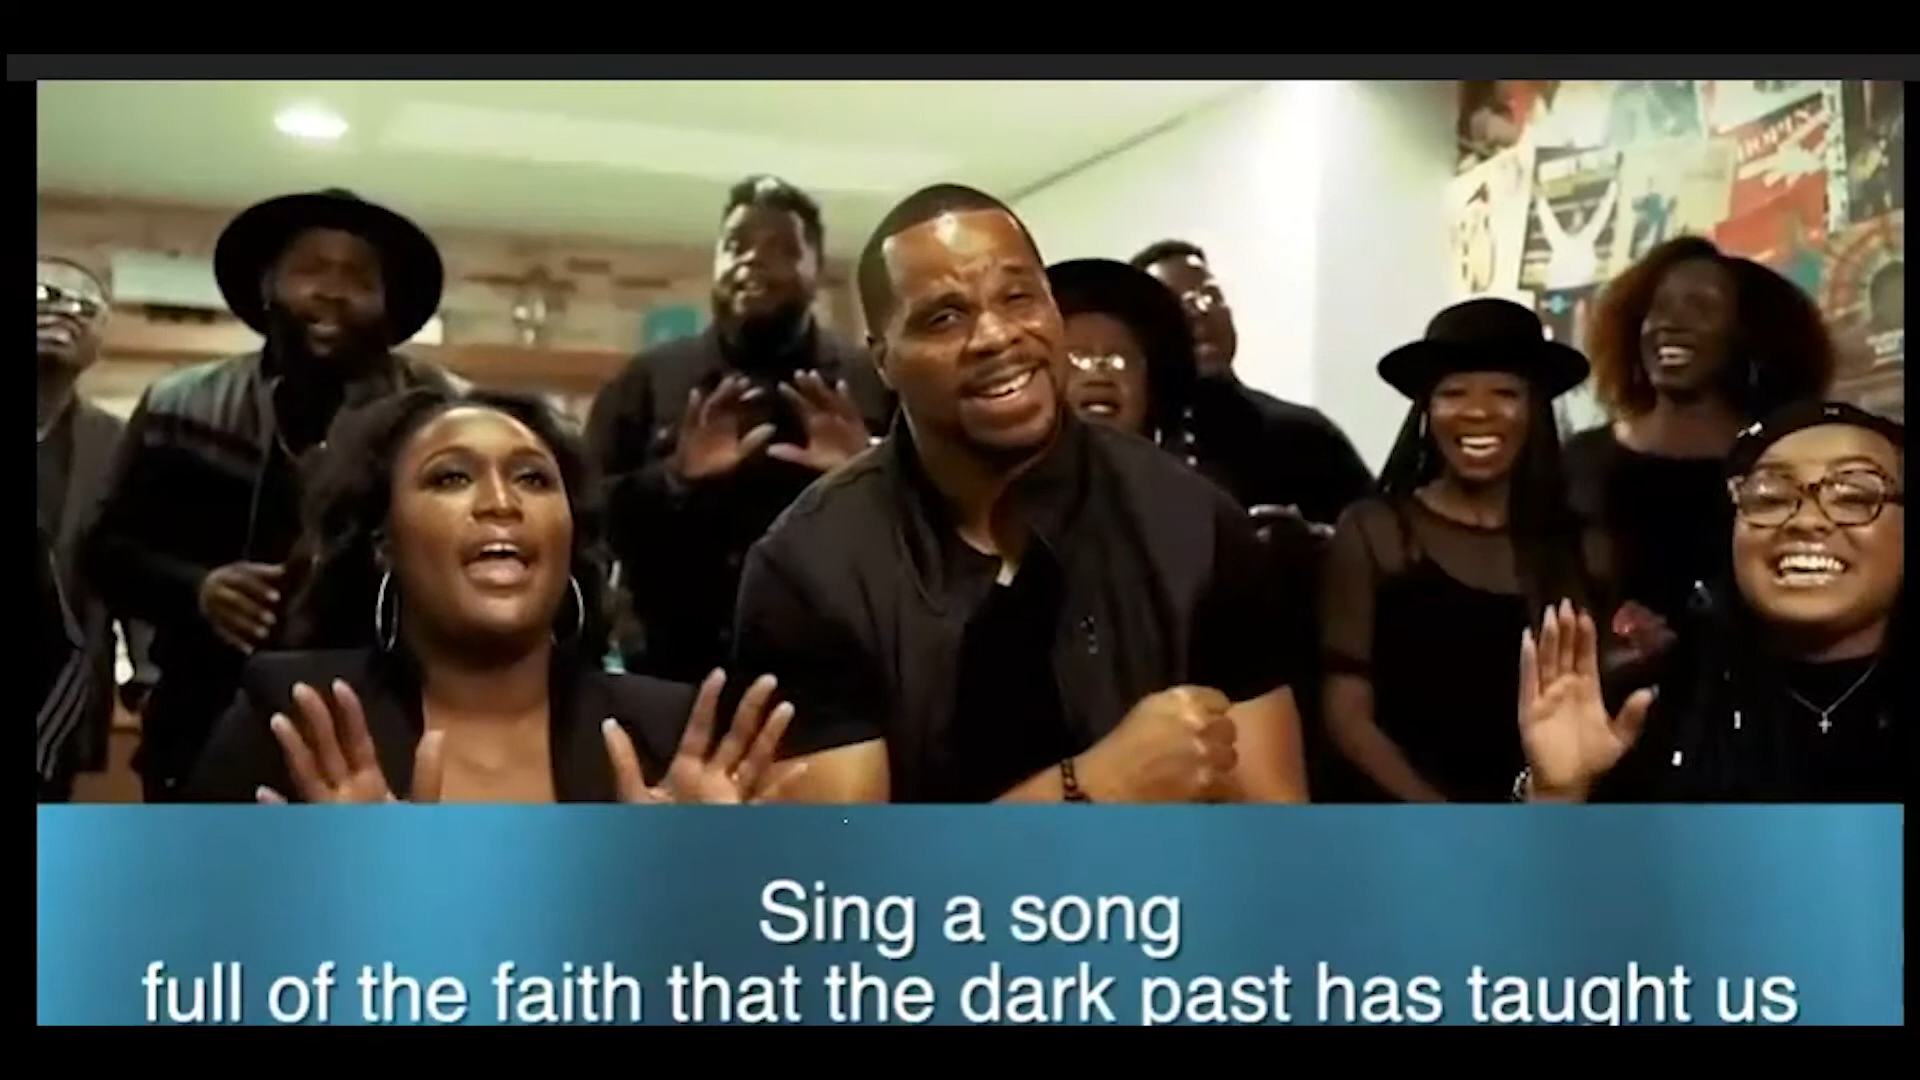 Sing a song
full of the faith that the dark past has taught us